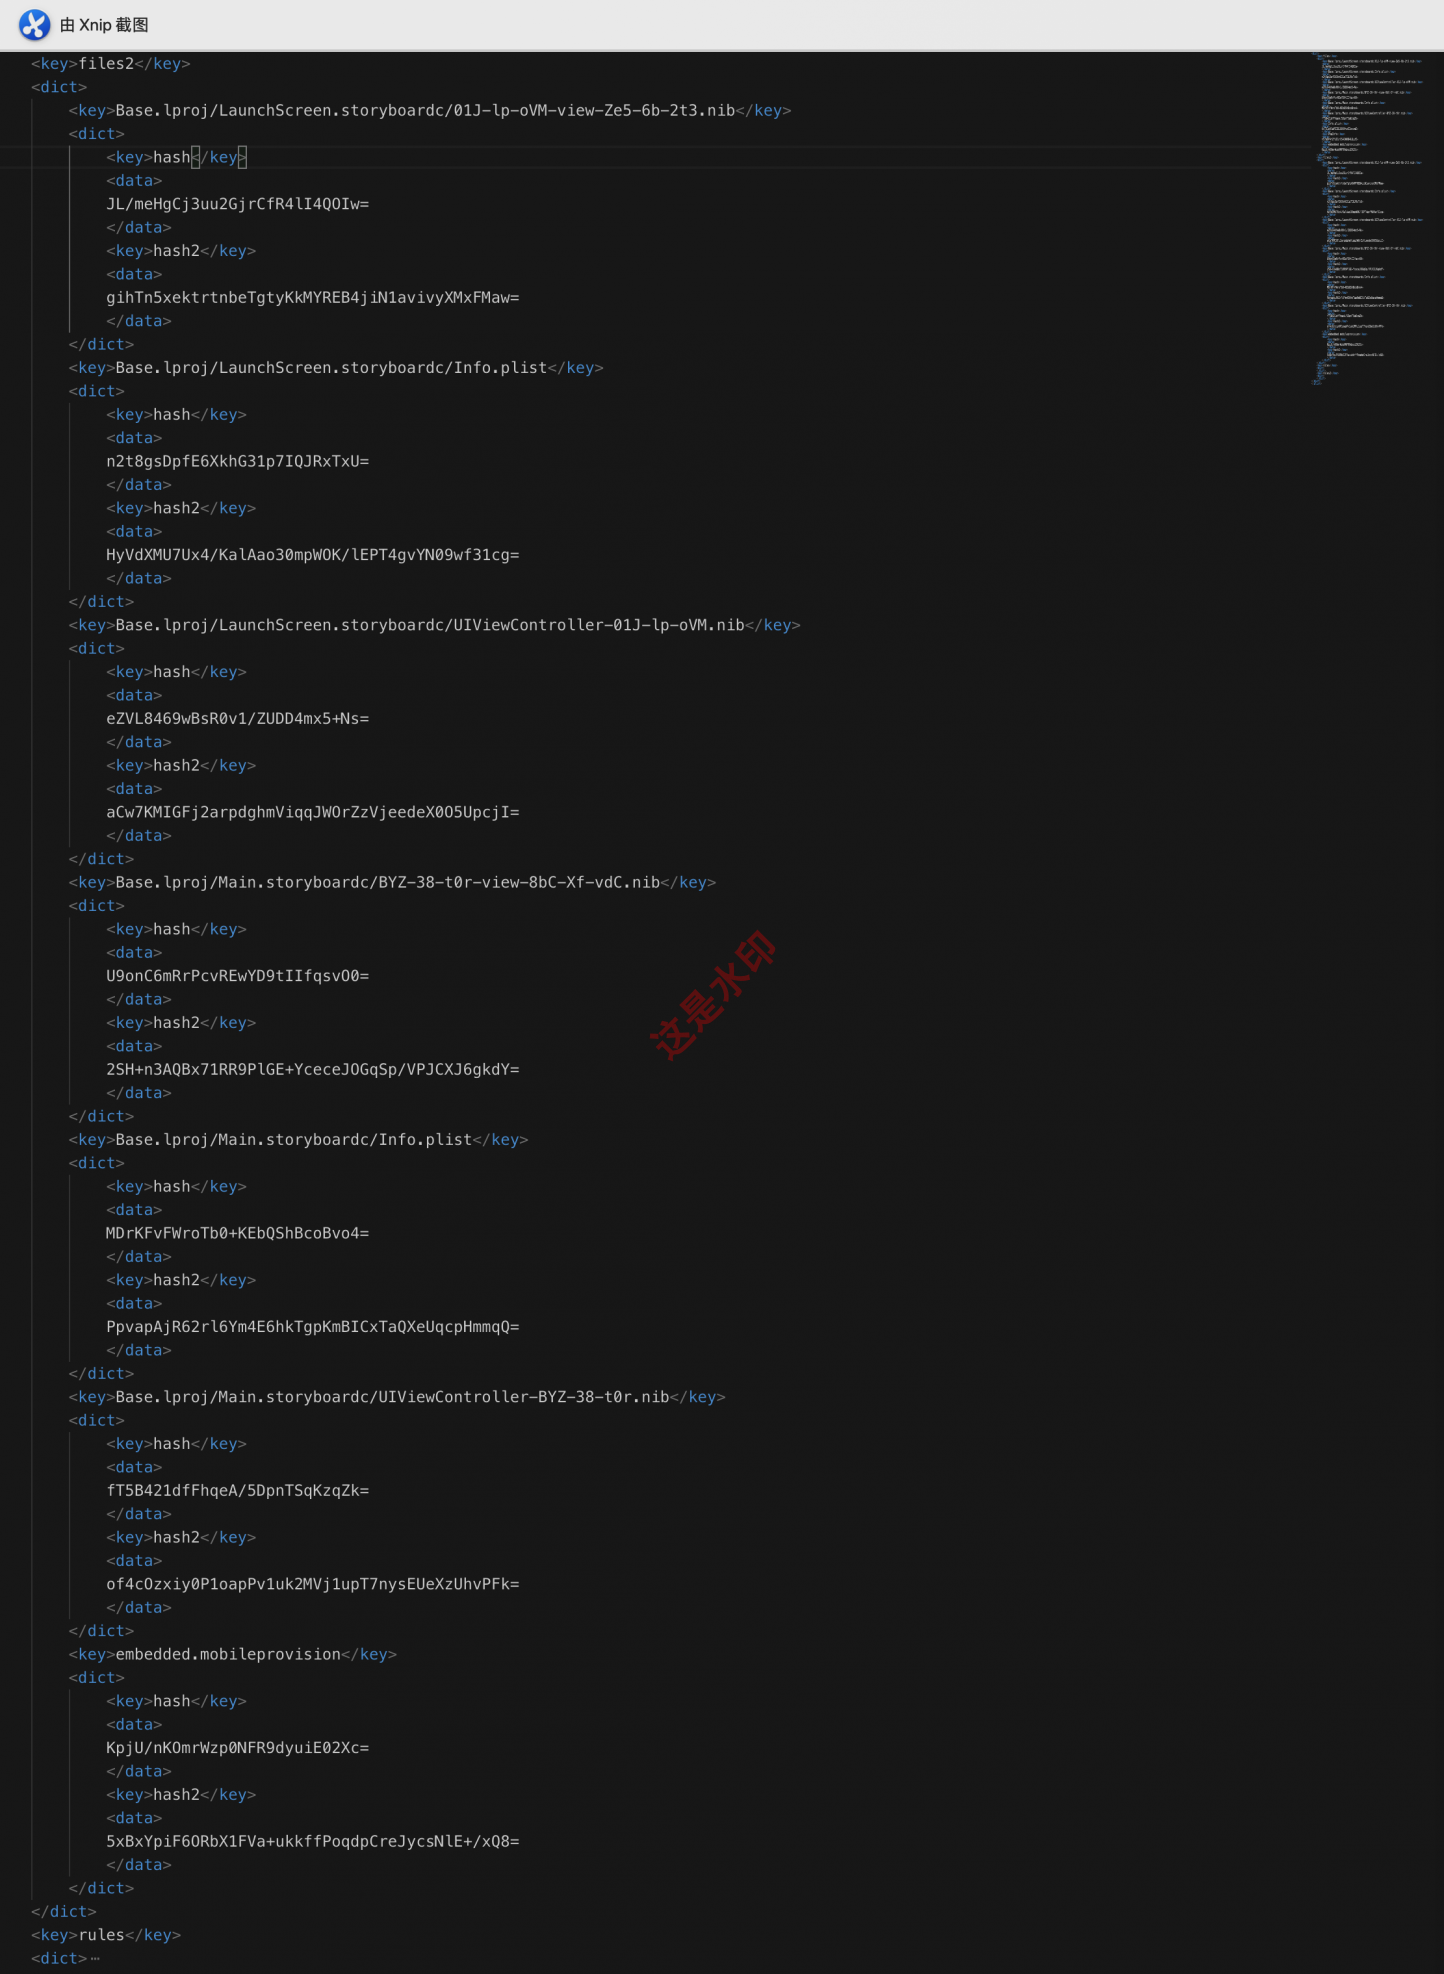 由 Xnip 截图
<key>files2</key>
<dict>
<key>Base.lproj/LaunchScreen.storyboardc/01J-lp-oVM-view-Ze5-6b-2t3.nib</key>
<dict>
<key>hash</key>
<data>
JL/meHgCj3uu2GjrCfR4lI4QOIw=
</data>
<key>hash2</key>
<data>
gihTn5xektrtnbeTgtyKkMYREB4jiN1avivyXMxFMaw=
</data>
</dict>
<key>Base.lproj/LaunchScreen.storyboardc/Info.plist</key>
<dict>
<key>hash</key>
<data>
n2t8gsDpfE6XkhG31p7IQJRxTxU=
</data>
<key>hash2</key>
<data>
HyVdXMU7Ux4/KalAao30mpWOK/lEPT4gvYN09wf31cg=
</data>
</dict>
<key>Base.lproj/LaunchScreen.storyboardc/UIViewController-01J-lp-oVM.nib</key>
<dict>
<key>hash</key>
<data>
eZVL8469wBsR0v1/ZUDD4mx5+Ns=
</data>
<key>hash2</key>
<data>
aCw7KMIGFj2arpdghmViqqJWOrZzVjeedeX0O5UpcjI=
</data>
</dict>
<key>Base.lproj/Main.storyboardc/BYZ-38-t0r-view-8bC-Xf-vdC.nib</key>
<dict>
<key>hash</key>
<data>
U9onC6mRrPcvREwYD9tIIfqsvO0=
</data>
<key>hash2</key>
<data>
2SH+n3AQBx71RR9PlGE+YceceJOGqSp/VPJCXJ6gkdY=
</data>
</dict>
<key>Base.lproj/Main.storyboardc/Info.plist</key>
<dict>
<key>hash</key>
<data>
MDrKFvFWroTb0+KEbQShBcoBvo4=
</data>
<key>hash2</key>
<data>
PpvapAjR62rl6Ym4E6hkTgpKmBICxTaQXeUqcpHmmqQ=
</data>
</dict>
<key>Base.lproj/Main.storyboardc/UIViewController-BYZ-38-t0r.nib</key>
<dict>
<key>hash</key>
<data>
fT5B421dfFhqeA/5DpnTSqKzqZk=
</data>
<key>hash2</key>
<data>
of4cOzxiy0P1oapPv1uk2MVj1upT7nysEUeXzUhvPFk=
</data>
</dict>
<key>embedded.mobileprovision</key>
<dict>
<key>hash</key>
<data>
KpjU/nKOmrWzp0NFR9dyuiE02Xc=
</data>
<key>hash2</key>
<data>
5xBxYpiF6ORbX1FVa+ukkffPoqdpCreJycsNlE+/xQ8=
</data>
</dict>
</dict>
<key>rules</key>
<dict>⋯
这是水印